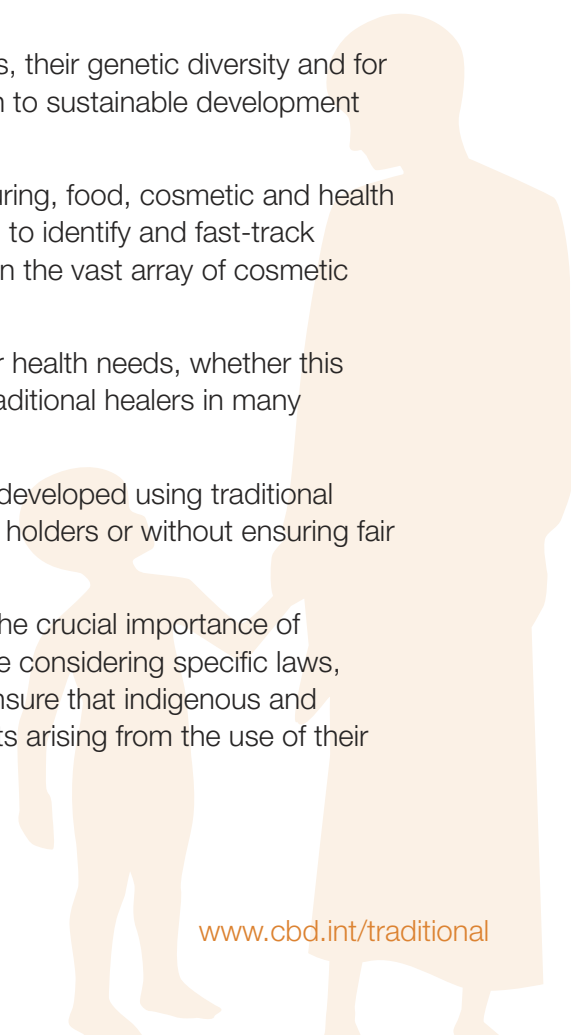 s, their genetic diversity and for
n to sustainable development
uring, food, cosmetic and health
to identify and fast-track
n the vast array of cosmetic
r health needs, whether this
aditional healers in many
developed using traditional
holders or without ensuring fair
he crucial importance of
e considering specific laws,
nsure that indigenous and
ts arising from the use of their
www.cbd.int/traditional